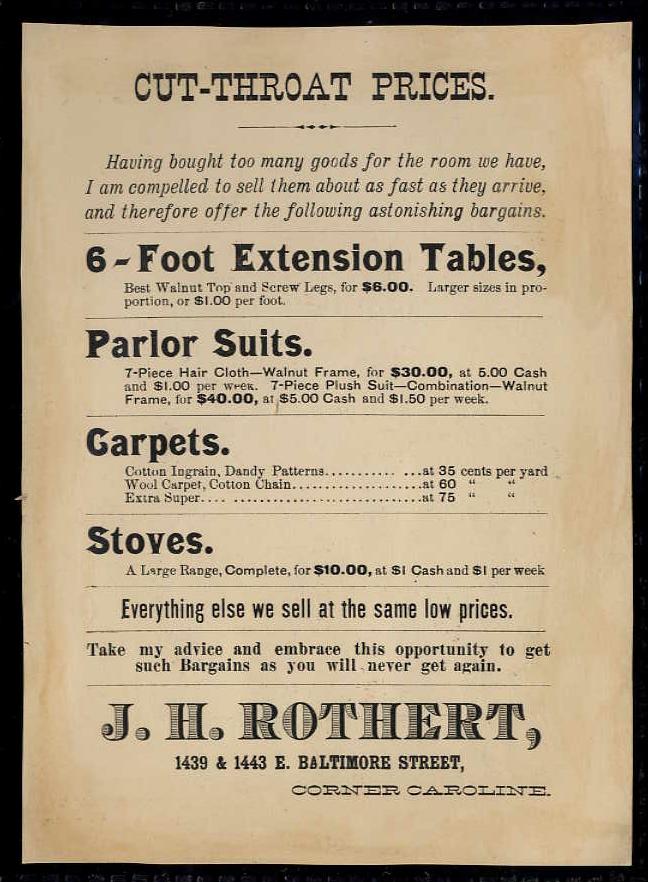 CUT-THROAT PRICES.
Having bought too many goods for the room we have,
I am compelled to sell them about as fast as they arrive,
and therefore offer the following astonishing bargains.
6-Foot Extension Tables,
Best Walnut Top and Screw Legs, for $6.00. Larger sizes in pro-
portion, or $1.00 per foot.
Parlor Suits.
7-Piece Hair Cloth—Walnut Frame, for $30.00, at 5.00 Cash
and $1.00 per week. 7-Piece Plush Suit—Combination—Walnut
Frame, for $40.00, at $5.00 Cash and $1.50 per week.
Carpets.
Cotton Ingrain, Dandy Patterns........... ...at 35 cents per yard
Wool Carpet, Cotton Chain......................at 60 “ “
Extra Super.... ................................at 75 “ “
Stoves.
A Large Range, Complete, for $10.00, at $1 Cash and $1 per week
Everything else we sell at the same low prices.
Take my advice and embrace this opportunity to get
such Bargains as you will never get again.
J. H. ROTHERT,
1439 & 1443 E. BALTIMORE STREET,
CORNER CAROLINE.